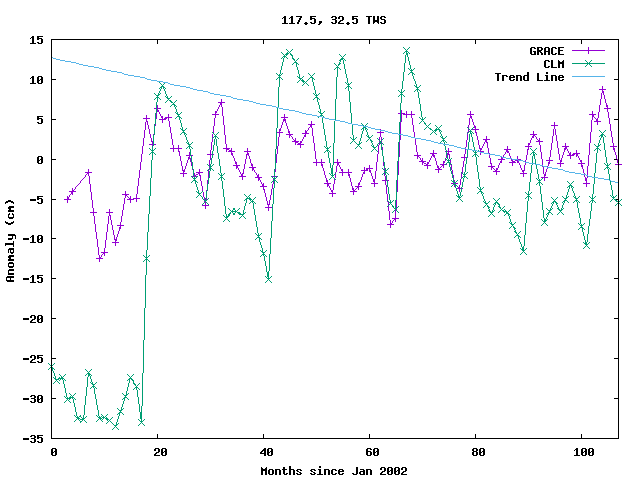 117.5, 32.5 TWS
GRACE
CLM
Trend Line
15
10
5
0
-5
-10
-15
-20
-25
-30
-35
Anomaly (cm)
0 20 40 60 80 100
Months since Jan 2002